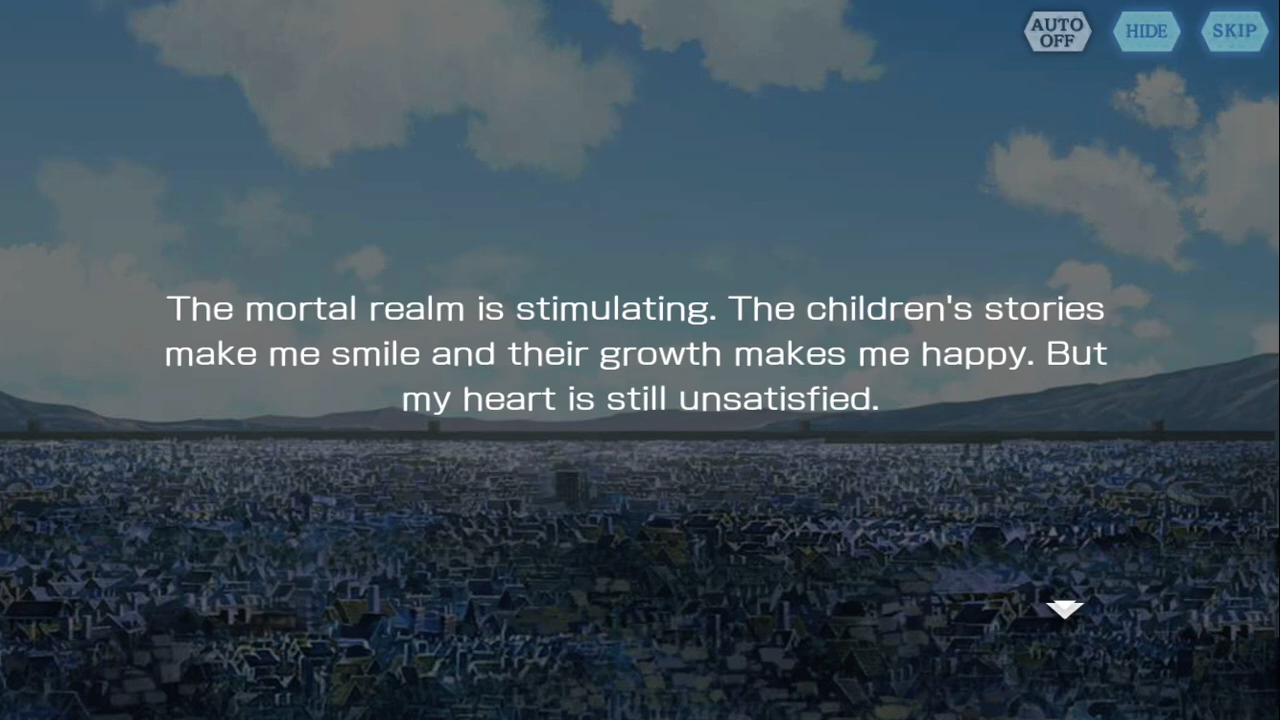 AUTO
OFF
HIDE
SKIP
The mortal realm is stimulating. The children's stories
make me smile and their growth makes me happy. But
my heart is still unsatisfied.